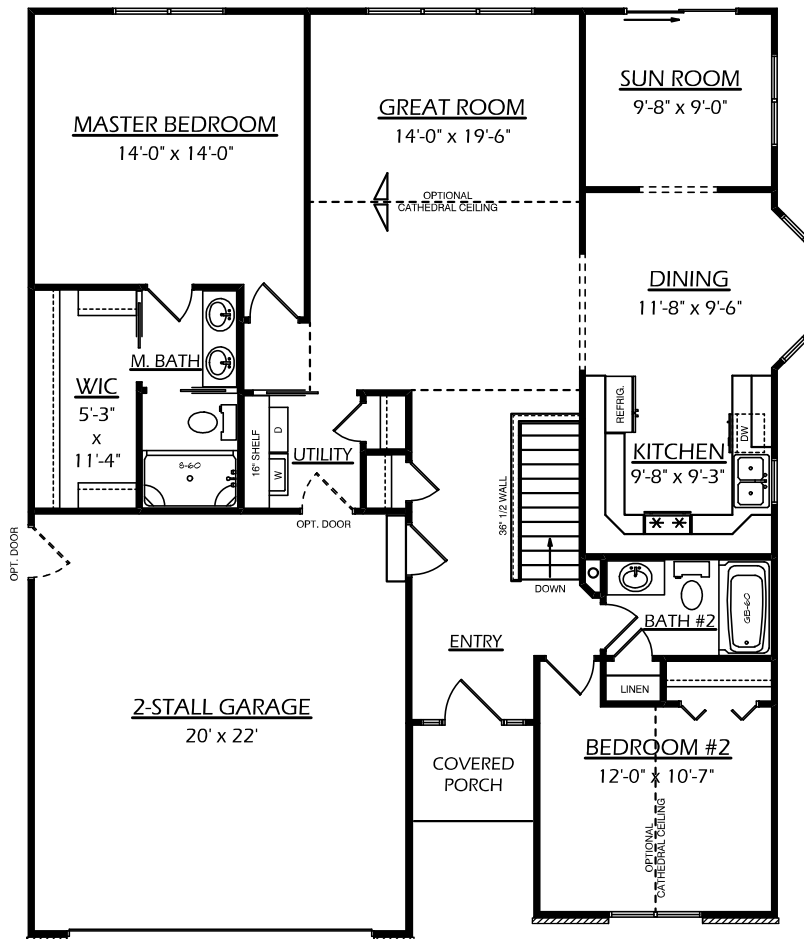 MASTER BEDROOM
14'-0" x 14'-0"
GREAT ROOM
14'-0" x 19'-6"
SUN ROOM
9'-8" x 9'-0"
OPTIONAL
CATHEDRAL CEILING
DINING
11'-8" x 9'-6"
M. BATH
WIC
5'-3"
x
11'-4"
S-60
16" SHELF
D
W
UTILITY
OPT. DOOR
REFRIG.
DW
KITCHEN
9'-8" x 9'-3"
36" 1/2 WALL
DOWN
OPT. DOOR
BATH #2
GB-60
ENTRY
LINEN
2-STALL GARAGE
20' x 22'
COVERED
PORCH
BEDROOM #2
12'-0" x 10'-7"
OPTIONAL
CATHEDRAL CEILING